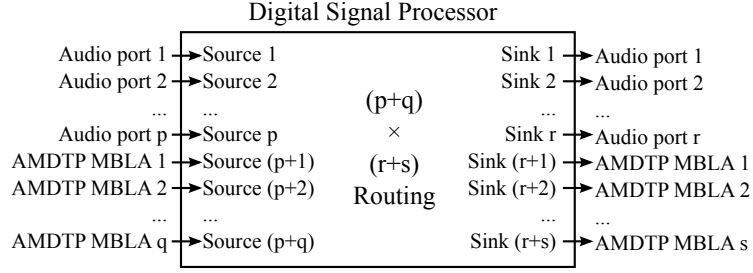 Digital Signal Processor
Audio port 1 Source 1 Sink 1 Audio port 1
Audio port 2 Source 2 Sink 2 Audio port 2
... ... (p+q) ... ...
Audio port p Source p × Sink r Audio port r
AMDTP MBLA 1 Source (p+1) (r+s) Sink (r+1) AMDTP MBLA 1
AMDTP MBLA 2 Source (p+2) Routing Sink (r+2) AMDTP MBLA 2
... ... ... ...
AMDTP MBLA q Source (p+q) Sink (r+s) AMDTP MBLA s